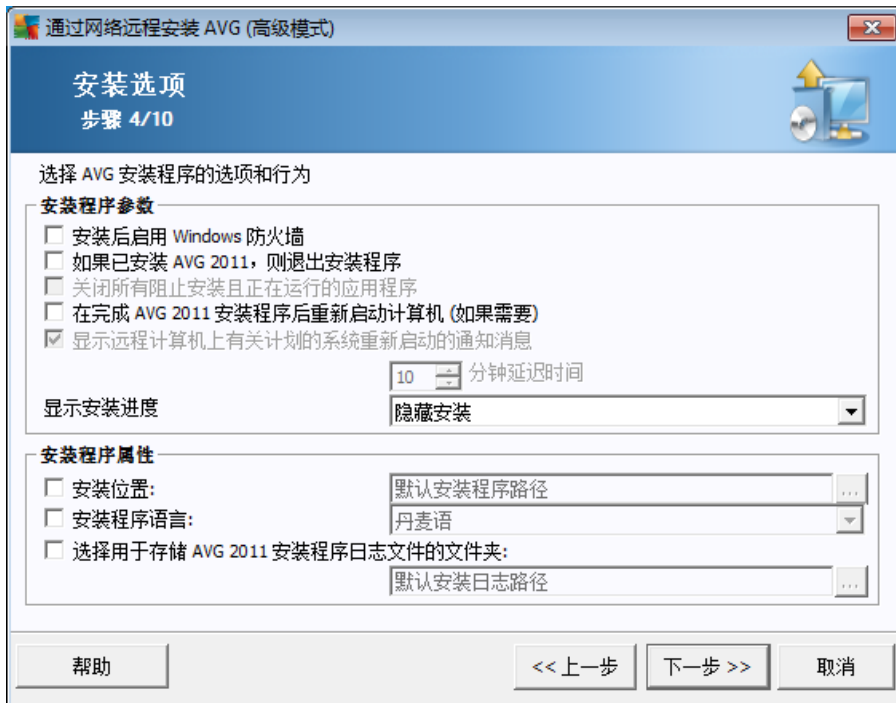 通过网络远程安装 AVG (高级模式)
安装选项
步骤 4/10
选择 AVG 安装程序的选项和行为
安装程序参数
安装后启用 Windows 防火墙
如果已安装 AVG 2011，则退出安装程序
关闭所有阻止安装且正在运行的应用程序
在完成 AVG 2011 安装程序后重新启动计算机 (如果需要)
显示远程计算机上有关计划的系统重新启动的通知消息
10 分钟延迟时间
显示安装进度 隐藏安装
安装程序属性
安装位置: 默认安装程序路径 ...
安装程序语言: 丹麦语
选择用于存储 AVG 2011 安装程序日志文件的文件夹:
默认安装日志路径 ...
帮助 << 上一步 下一步 >> 取消